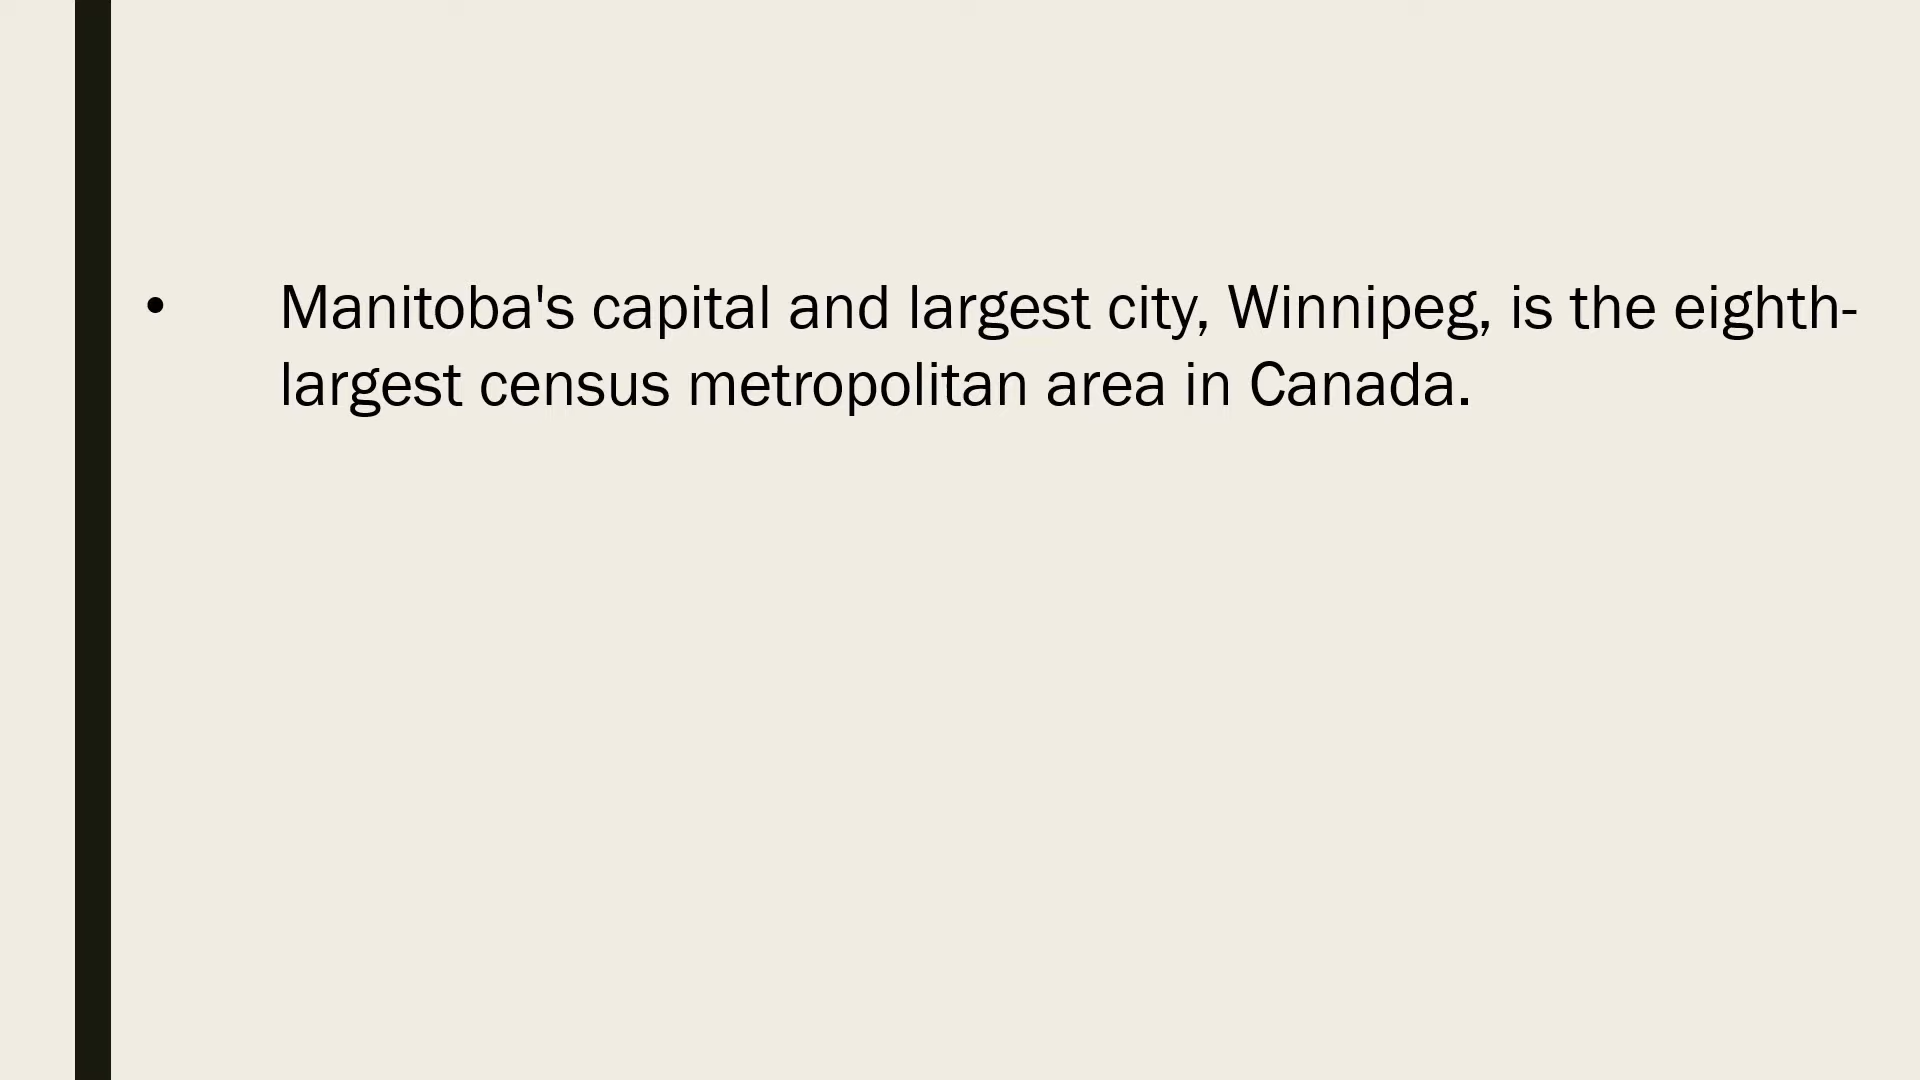 • Manitoba's capital and largest city, Winnipeg, is the eighth-
largest census metropolitan area in Canada.